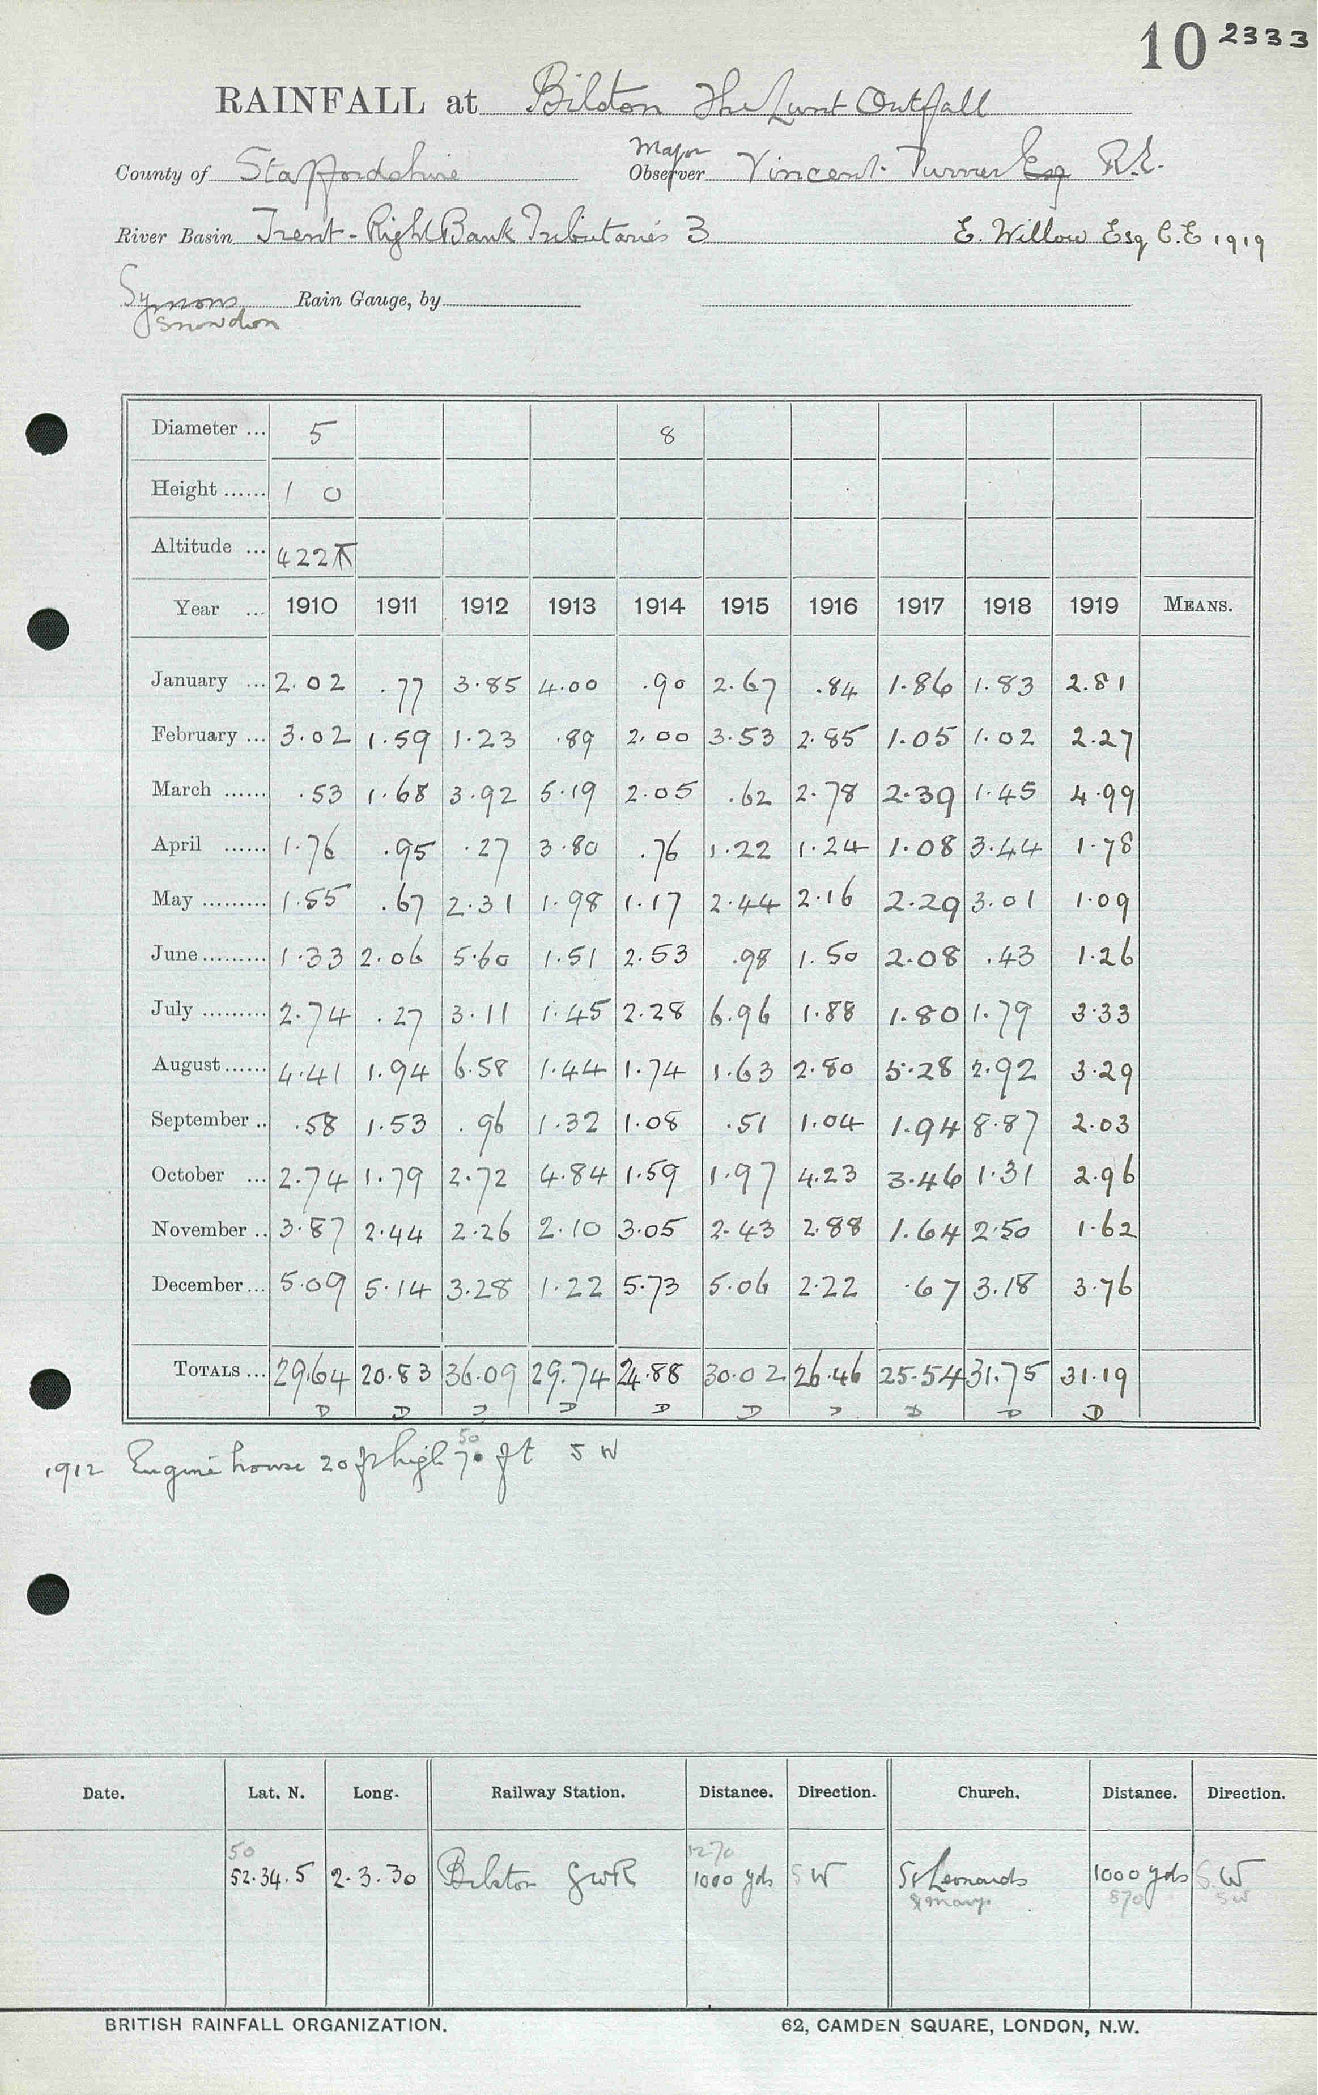 10 2333
RAINFALL at Bilston The Lunt Outfall
County of Staffordshire Major Observer Vincent Turner Esq R.E.
River Basin Trent - Right Bank Tributaries 3 E. Willow Esq C.E 1919
Symons Rain Gauge, by
Snowdon
Diameter ... 5 8
Height ...... 1 0
Altitude ... 422
Year ... 1910 1911 1912 1913 1914 1915 1916 1917 1918 1919 MEANS.
January ... 2.02 .77 3.85 4.00 .90 2.67 .84 1.86 1.83 2.81
February ... 3.02 1.59 1.23 .89 2.00 3.53 2.85 1.05 1.02 2.27
March ...... .53 1.68 3.92 5.19 2.05 .62 2.78 2.39 1.45 4.99
April ...... 1.76 .95 .27 3.80 .76 1.22 1.24 1.08 3.44 1.78
May ......... 1.55 .67 2.31 1.98 1.17 2.44 2.16 2.29 3.01 1.09
June ......... 1.33 2.06 5.60 1.51 2.53 .98 1.50 2.08 .43 1.26
July ......... 2.74 .27 3.11 1.45 2.28 6.96 1.88 1.80 1.79 3.33
August ...... 4.41 1.94 6.58 1.44 1.74 1.63 2.80 5.28 2.92 3.29
September .. .58 1.53 .96 1.32 1.08 .51 1.04 1.94 8.87 2.03
October ... 2.74 1.79 2.72 4.84 1.59 1.97 4.23 3.46 1.31 2.96
November .. 3.87 2.44 2.26 2.10 3.05 2.43 2.88 1.64 2.50 1.62
December ... 5.09 5.14 3.28 1.22 5.73 5.06 2.22 .67 3.18 3.76
TOTALS ... 29.64 20.83 36.09 29.74 24.88 30.02 26.46 25.54 31.75 31.19
D D D D D D D D D D
1912 Engine house 20 ft high 70 50 ft S W
Date. Lat. N. Long. Railway Station. Distance. Direction. Church. Distance. Direction.
50 1270
52.34.5 2.3.30 Bilston GWR 1000 yds SW St Leonards 1000 yds S.W
& Mary 870 SW
BRITISH RAINFALL ORGANIZATION. 62, CAMDEN SQUARE, LONDON, N.W.